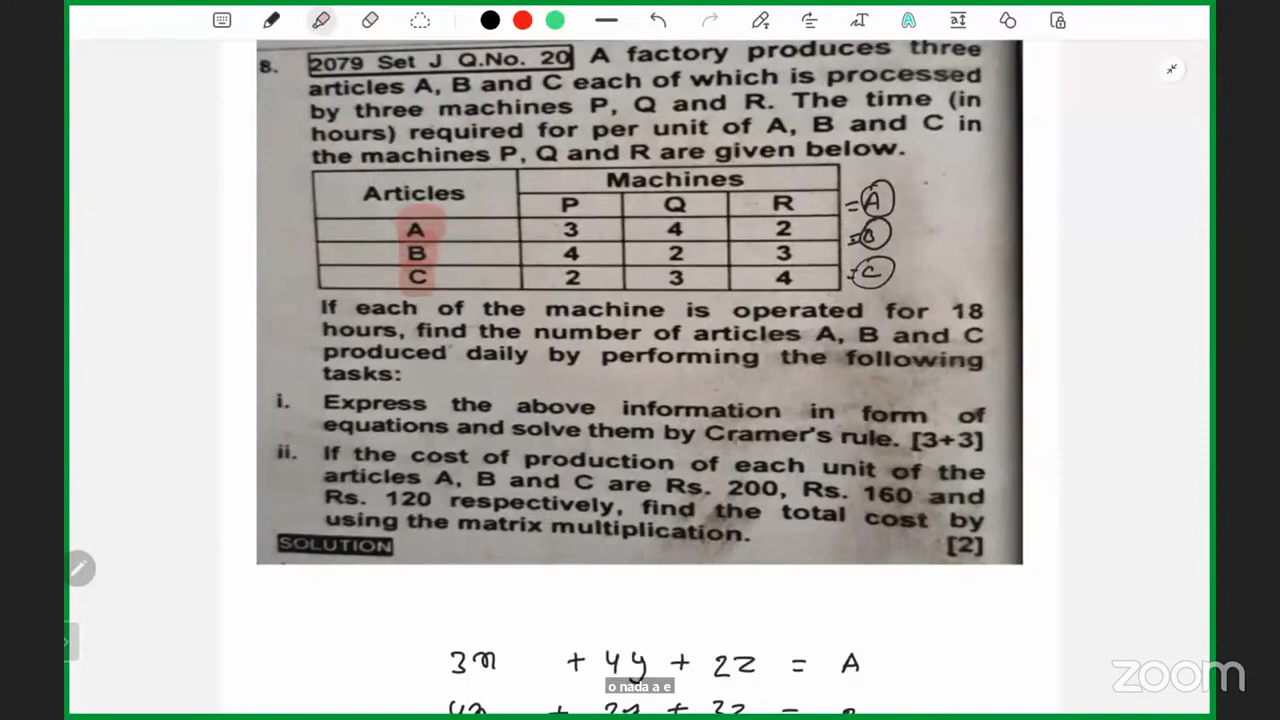 8. 2079 Set J Q.No. 20 A factory produces three
articles A, B and C each of which is processed
by three machines P, Q and R. The time (in
hours) required for per unit of A, B and C in
the machines P, Q and R are given below.
Articles Machines
P Q R = A
A 3 4 2
B 4 2 3 = B
C 2 3 4 = C
If each of the machine is operated for 18
hours, find the number of articles A, B and C
produced daily by performing the following
tasks:
i. Express the above information in form of
equations and solve them by Cramer's rule. [3+3]
ii. If the cost of production of each unit of the
articles A, B and C are Rs. 200, Rs. 160 and
Rs. 120 respectively, find the total cost by
using the matrix multiplication. [2]
SOLUTION
3x + 4y + 2z = A
o nada a e
zoom